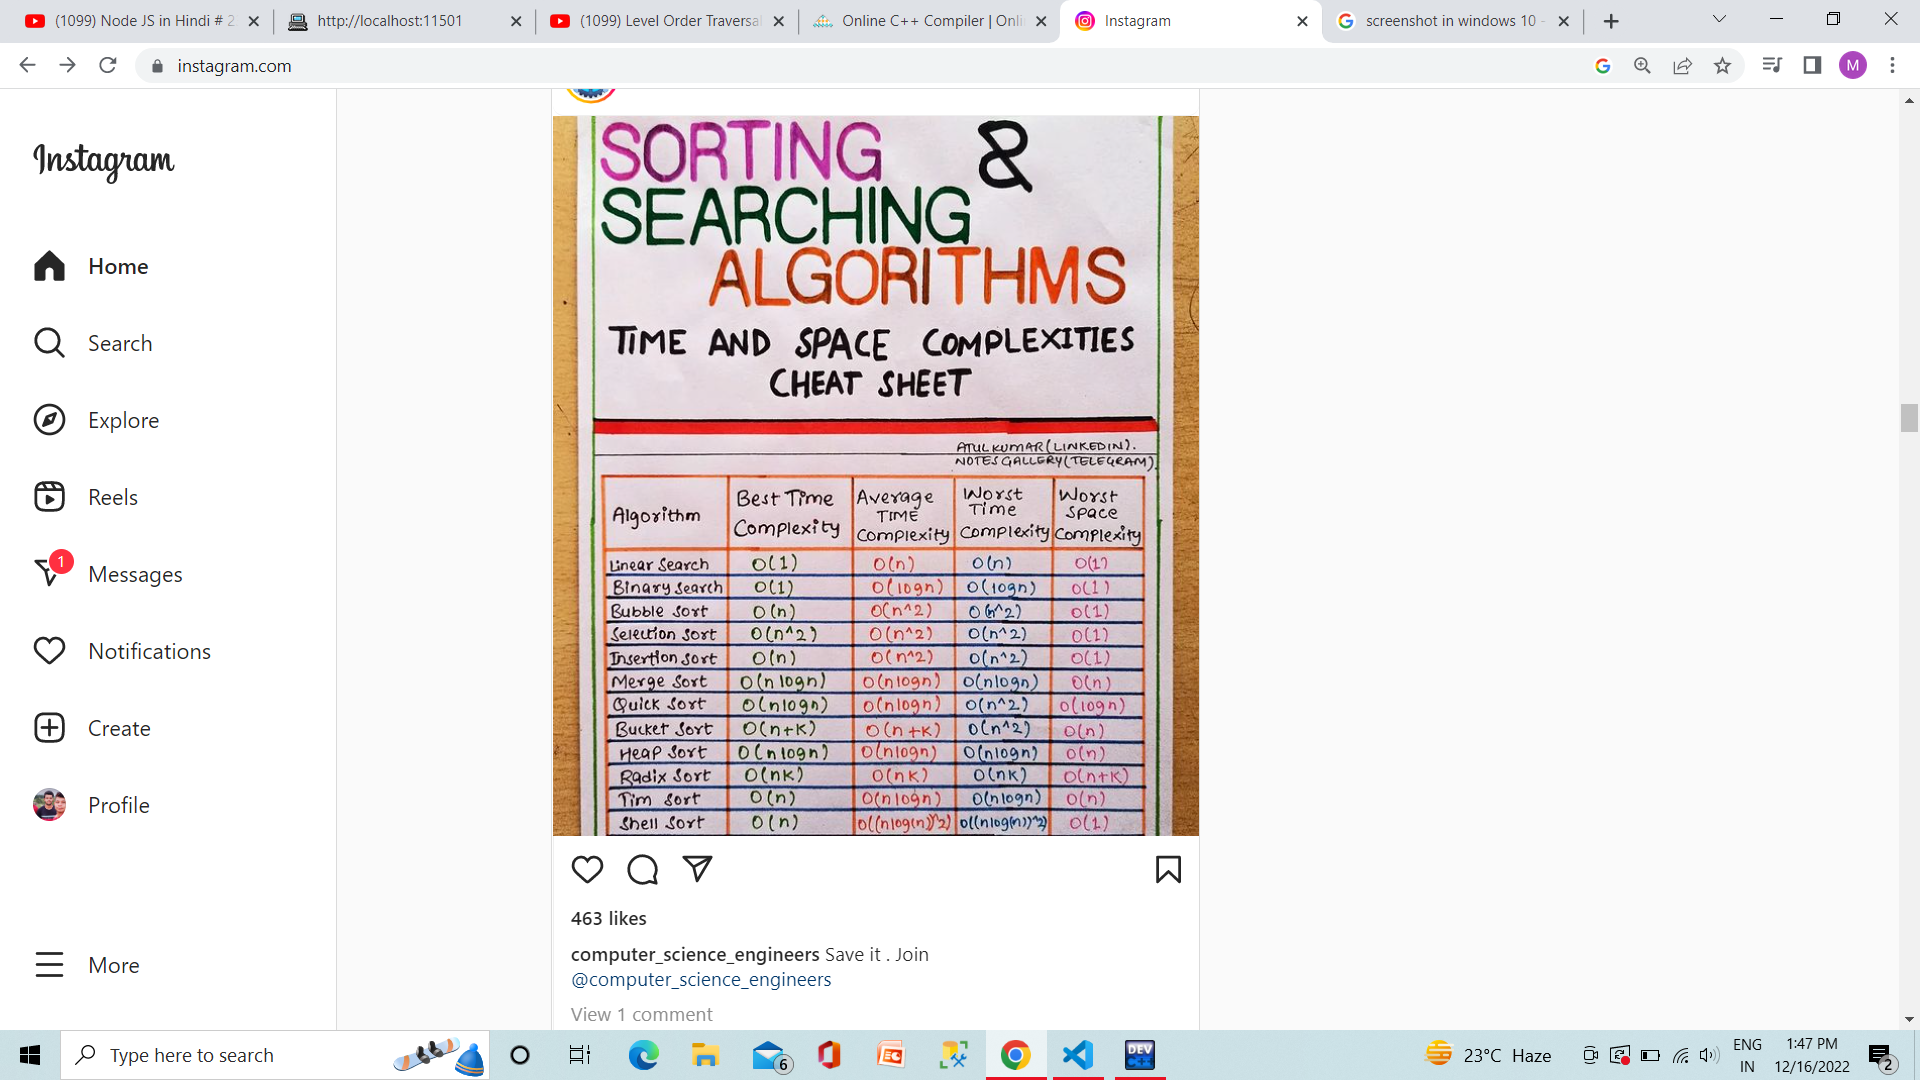 (1099) Node JS in Hindi # 2
http://localhost:11501
(1099) Level Order Traversal
Online C++ Compiler | Onli
Instagram
screenshot in windows 10 -
instagram.com
M
Instagram
Home
Search
Explore
Reels
1
Messages
Notifications
Create
Profile
More
SORTING &
SEARCHING
ALGORITHMS
TIME AND SPACE COMPLEXITIES
CHEAT SHEET
ATUL KUMAR (LINKEDIN).
NOTES GALLERY (TELEGRAM).
Algorithm Best Time Complexity Average TIME Complexity Worst Time Complexity Worst Space Complexity
Linear Search O(1) O(n) O(n) O(1)
Binary Search O(1) O(logn) O(logn) O(1)
Bubble Sort O(n) O(n^2) O(n^2) O(1)
Selection Sort O(n^2) O(n^2) O(n^2) O(1)
Insertion Sort O(n) O(n^2) O(n^2) O(1)
Merge Sort O(nlogn) O(nlogn) O(nlogn) O(n)
Quick Sort O(nlogn) O(nlogn) O(n^2) O(logn)
Bucket Sort O(n+K) O(n+K) O(n^2) O(n)
Heap Sort O(nlogn) O(nlogn) O(nlogn) O(n)
Radix Sort O(nK) O(nK) O(nK) O(n+K)
Tim Sort O(n) O(nlogn) O(nlogn) O(n)
Shell Sort O(n) O((nlog(n))^2) O((nlog(n))^2) O(1)
463 likes
computer_science_engineers Save it . Join
@computer_science_engineers
View 1 comment
Type here to search
6
DEV
C++
23°C Haze
ENG
IN
1:47 PM
12/16/2022
2